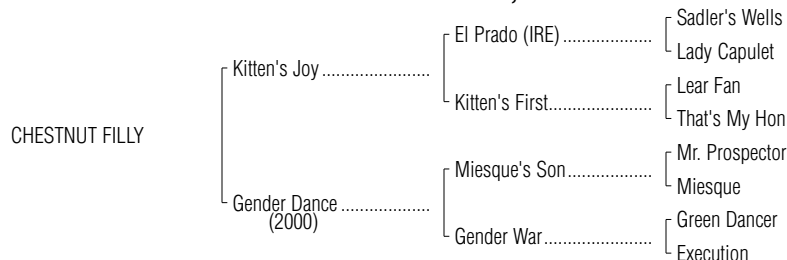 Sadler's Wells
El Prado (IRE)
Lady Capulet
Kitten's Joy
Lear Fan
Kitten's First
That's My Hon
CHESTNUT FILLY
Mr. Prospector
Miesque's Son
Miesque
Gender Dance
(2000)
Green Dancer
Gender War
Execution